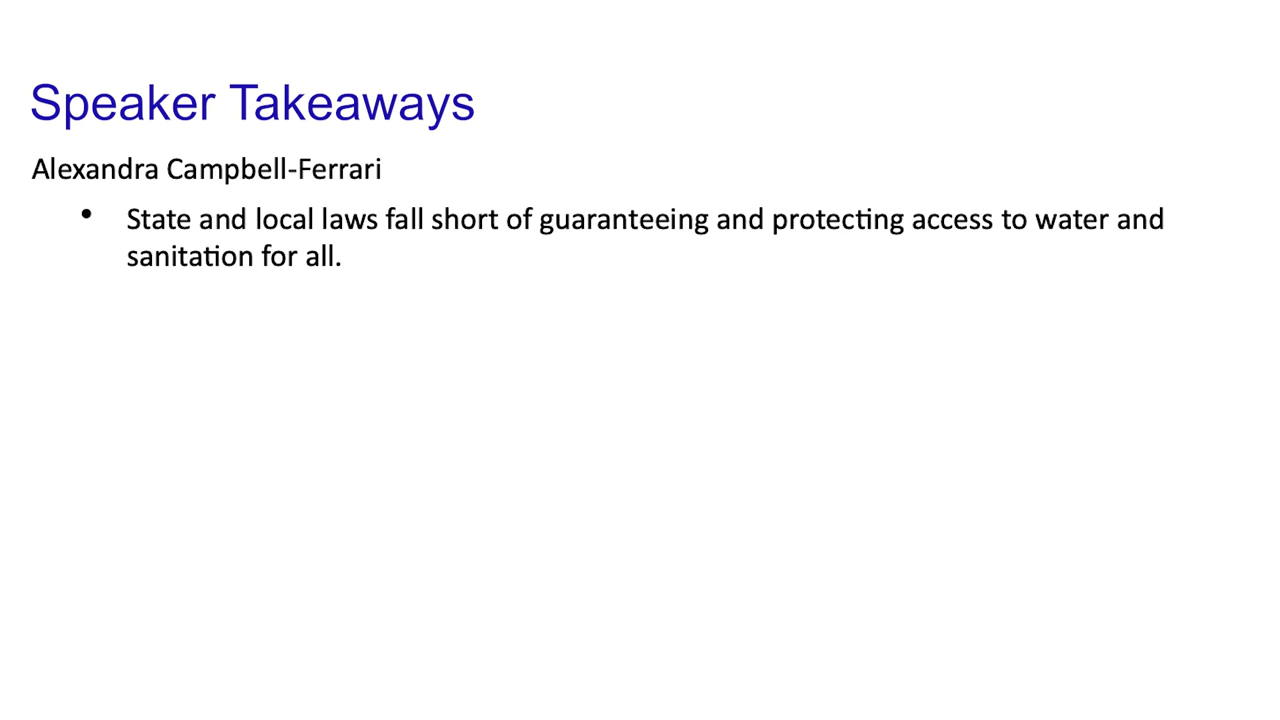 Speaker Takeaways
Alexandra Campbell-Ferrari
• State and local laws fall short of guaranteeing and protecting access to water and
sanitation for all.